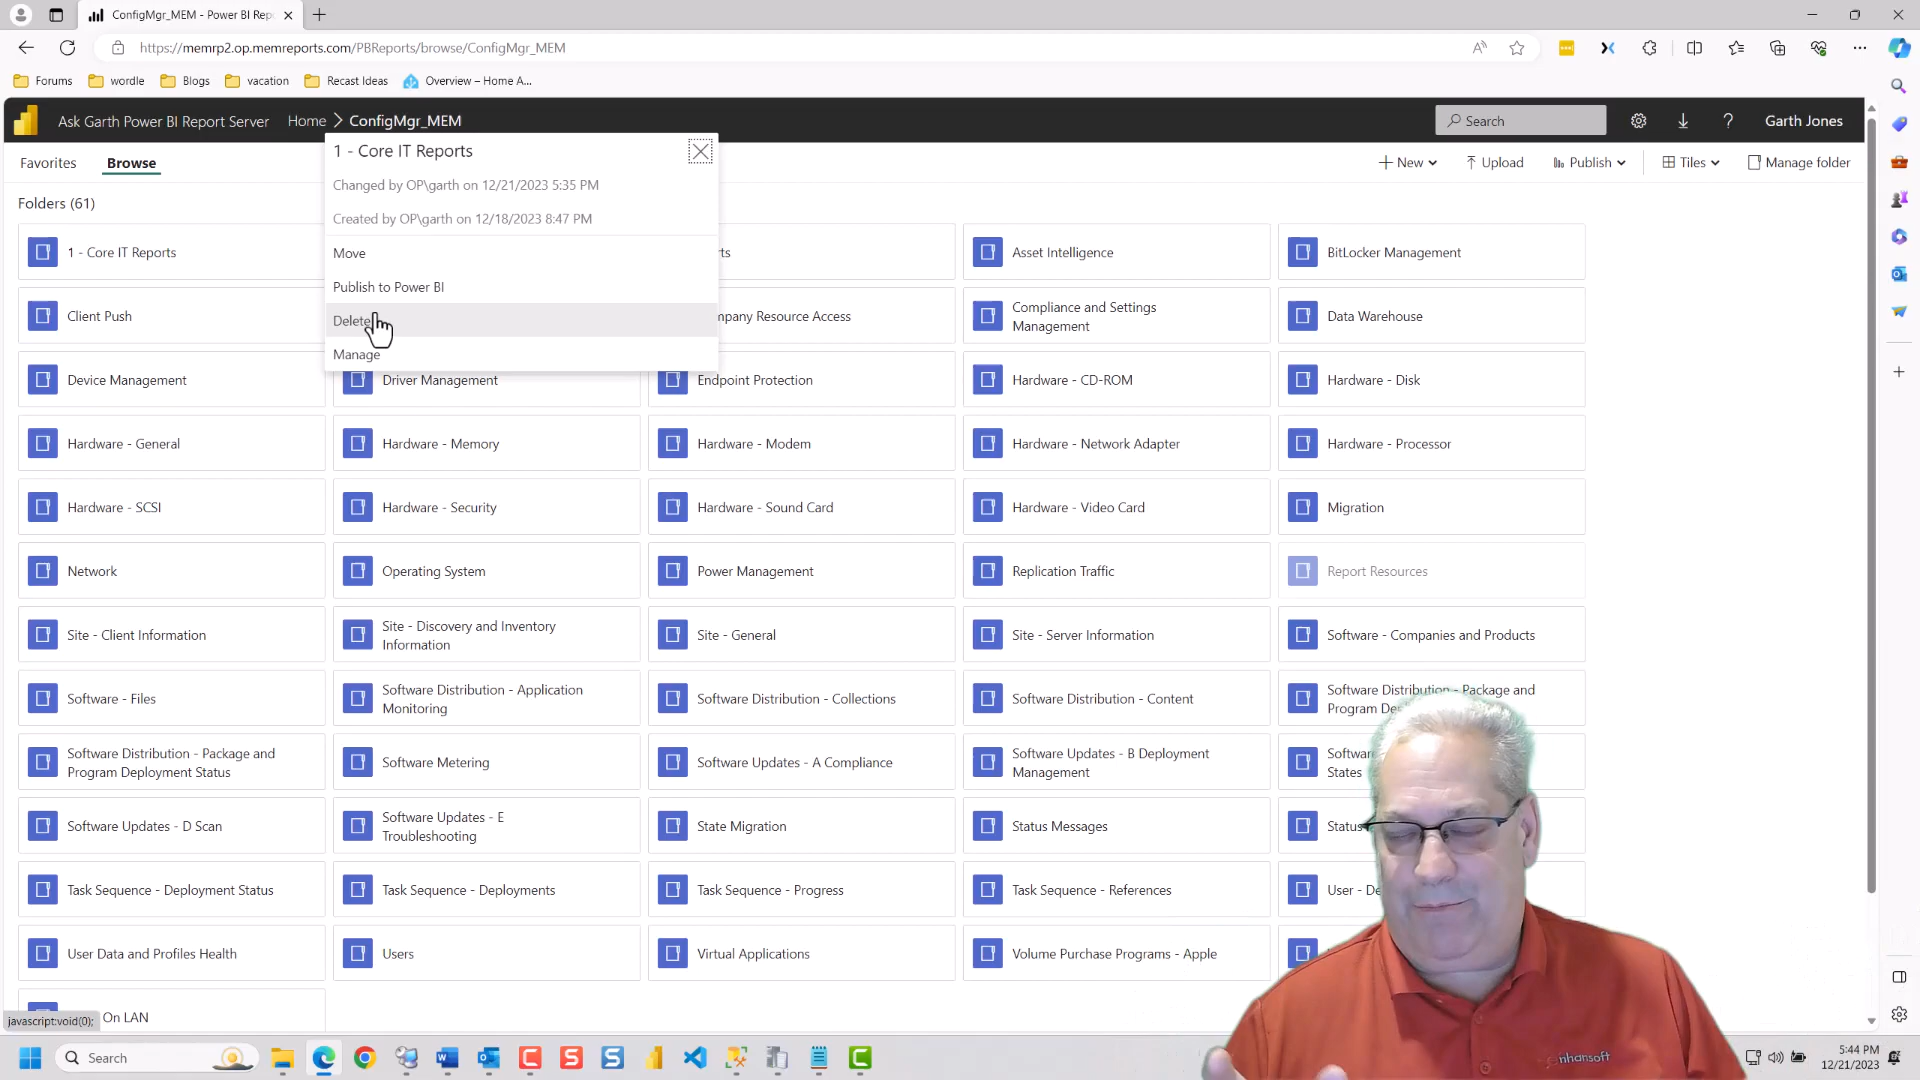 ConfigMgr_MEM - Power BI Rep
https://memrp2.op.memreports.com/PBReports/browse/ConfigMgr_MEM
Forums
wordle
Blogs
vacation
Recast Ideas
Overview – Home A...
Ask Garth Power BI Report Server
Home > ConfigMgr_MEM
Search
?
Garth Jones
Favorites
Browse
New
Upload
Publish
Tiles
Manage folder
1 - Core IT Reports
Changed by OP\garth on 12/21/2023 5:35 PM
Created by OP\garth on 12/18/2023 8:47 PM
Move
Publish to Power BI
Delete
Manage
Folders (61)
1 - Core IT Reports
rts
Asset Intelligence
BitLocker Management
Client Push
mpany Resource Access
Compliance and Settings
Management
Data Warehouse
Device Management
Driver Management
Endpoint Protection
Hardware - CD-ROM
Hardware - Disk
Hardware - General
Hardware - Memory
Hardware - Modem
Hardware - Network Adapter
Hardware - Processor
Hardware - SCSI
Hardware - Security
Hardware - Sound Card
Hardware - Video Card
Migration
Network
Operating System
Power Management
Replication Traffic
Report Resources
Site - Client Information
Site - Discovery and Inventory
Information
Site - General
Site - Server Information
Software - Companies and Products
Software - Files
Software Distribution - Application
Monitoring
Software Distribution - Collections
Software Distribution - Content
Software Distribution - Package and
Program De
Software Distribution - Package and
Program Deployment Status
Software Metering
Software Updates - A Compliance
Software Updates - B Deployment
Management
Softwar
States
Software Updates - D Scan
Software Updates - E
Troubleshooting
State Migration
Status Messages
Status
Task Sequence - Deployment Status
Task Sequence - Deployments
Task Sequence - Progress
Task Sequence - References
User - De
User Data and Profiles Health
Users
Virtual Applications
Volume Purchase Programs - Apple
On LAN
javascript:void(0);
nhansoft
Search
5:44 PM
12/21/2023